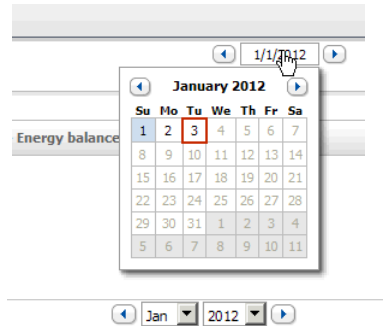 1/1/2012
January 2012
Su Mo Tu We Th Fr Sa
1 2 3 4 5 6 7
Energy balance
8 9 10 11 12 13 14
15 16 17 18 19 20 21
22 23 24 25 26 27 28
29 30 31 1 2 3 4
5 6 7 8 9 10 11
Jan 2012